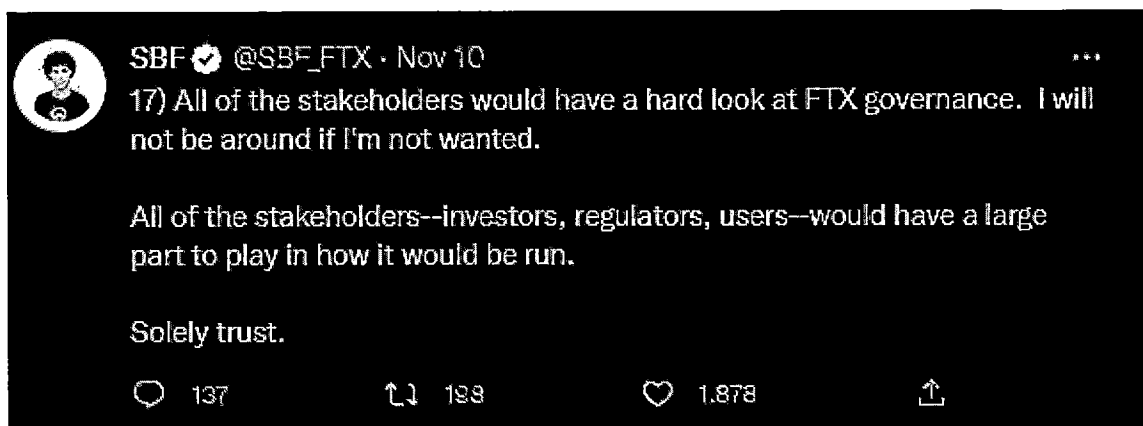 SBF @SBF_FTX · Nov 10
17) All of the stakeholders would have a hard look at FTX governance.  I will
not be around if I'm not wanted.
All of the stakeholders--investors, regulators, users--would have a large
part to play in how it would be run.
Solely trust.
137 198 1,878